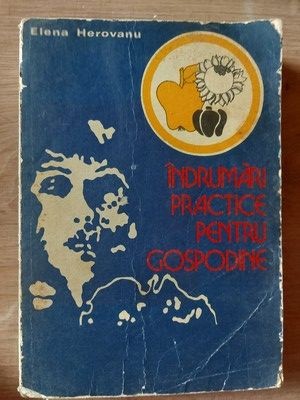 Elena Herovanu
ÎNDRUMĂRI
PRACTICE
PENTRU
GOSPODINE